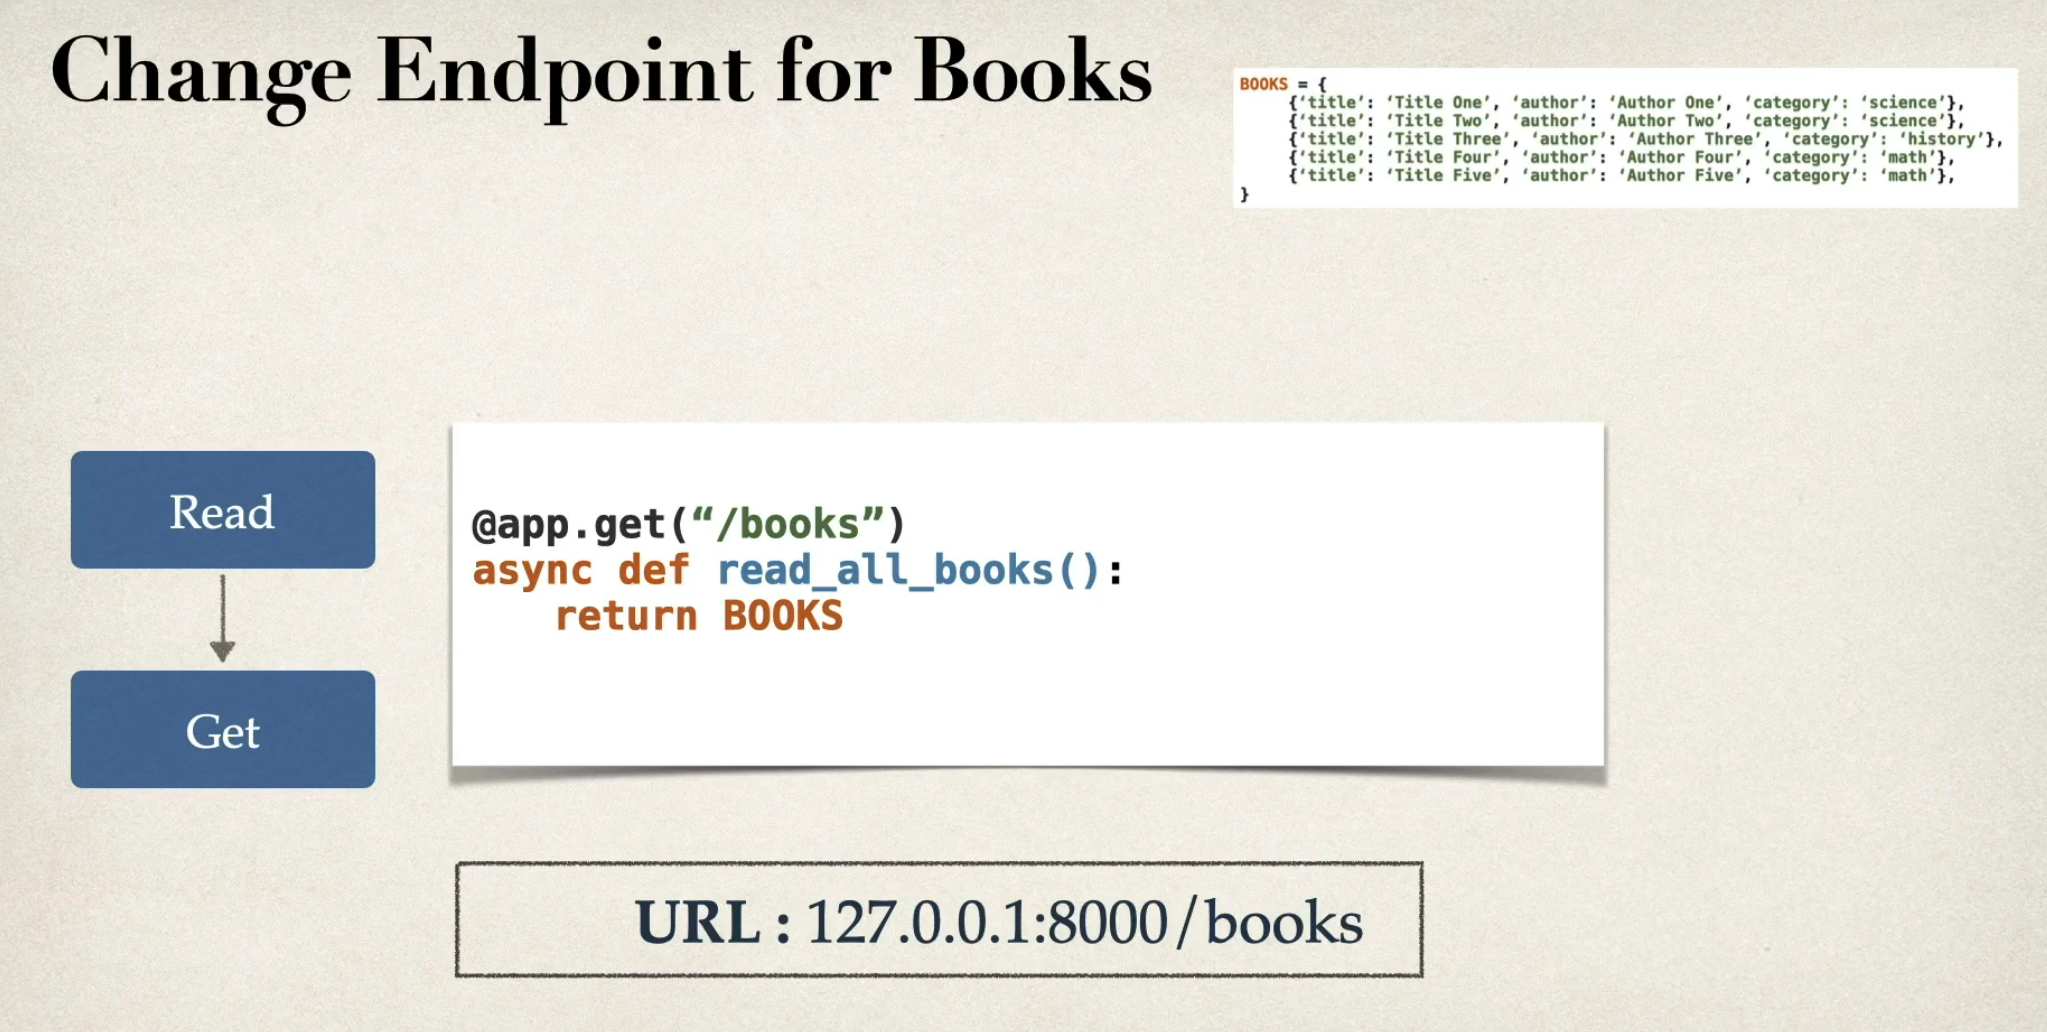 Change Endpoint for Books
BOOKS = {
{‘title’: ‘Title One’, ‘author’: ‘Author One’, ‘category’: ‘science’},
{‘title’: ‘Title Two’, ‘author’: ‘Author Two’, ‘category’: ‘science’},
{‘title’: ‘Title Three’, ‘author’: ‘Author Three’, ‘category’: ‘history’},
{‘title’: ‘Title Four’, ‘author’: ‘Author Four’, ‘category’: ‘math’},
{‘title’: ‘Title Five’, ‘author’: ‘Author Five’, ‘category’: ‘math’},
}
Read
Get
@app.get(“/books”)
async def read_all_books():
return BOOKS
URL : 127.0.0.1:8000/books